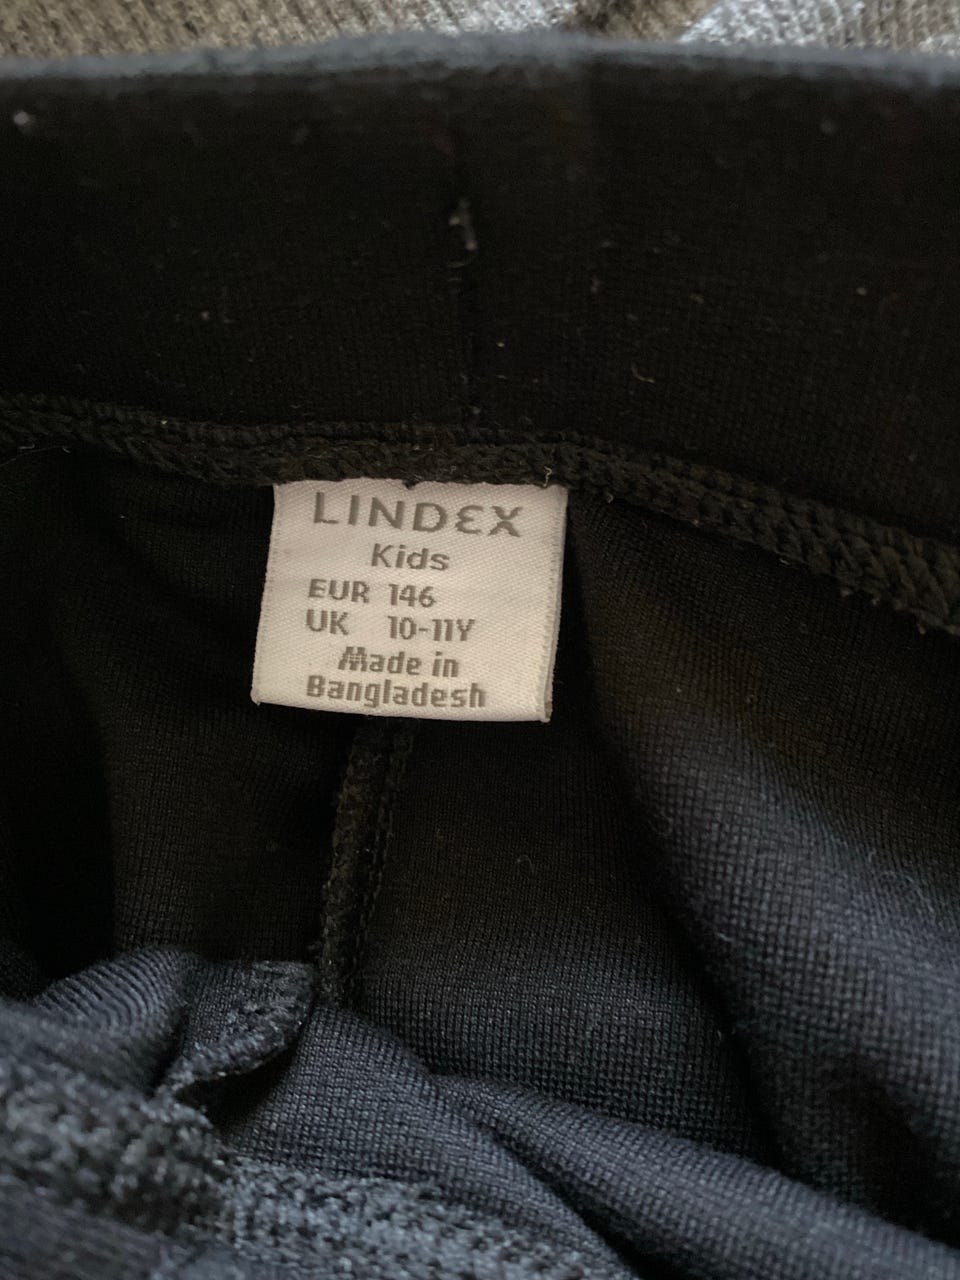 LINDEX
Kids
EUR 146
UK 10-11Y
Made in
Bangladesh